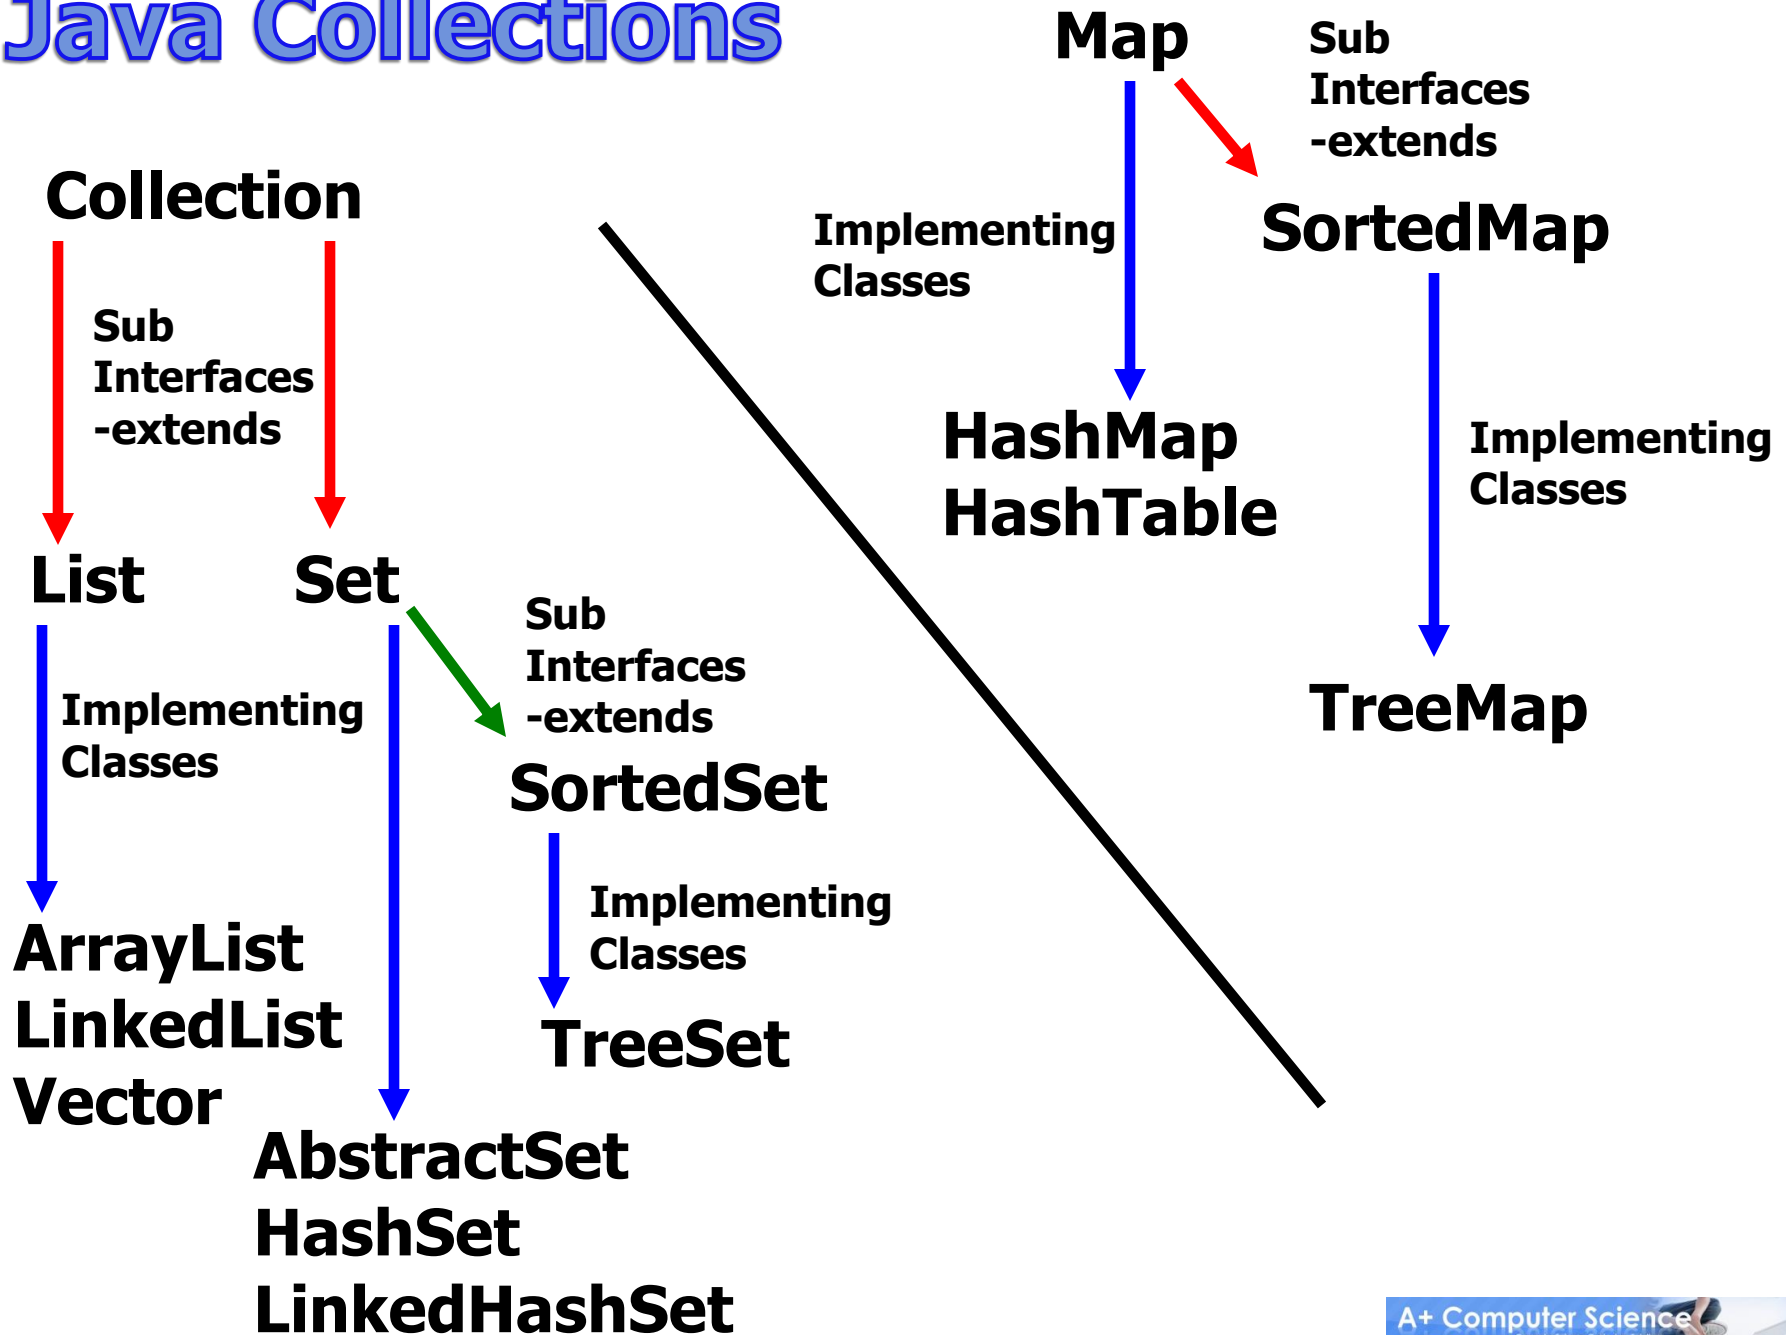 Java Collections
Collection
Sub
Interfaces
-extends
List
Set
Implementing
Classes
Sub
Interfaces
-extends
SortedSet
Implementing
Classes
ArrayList
LinkedList
Vector
TreeSet
AbstractSet
HashSet
LinkedHashSet
Map
Sub
Interfaces
-extends
Implementing
Classes
SortedMap
HashMap
HashTable
Implementing
Classes
TreeMap
A+ Computer Science